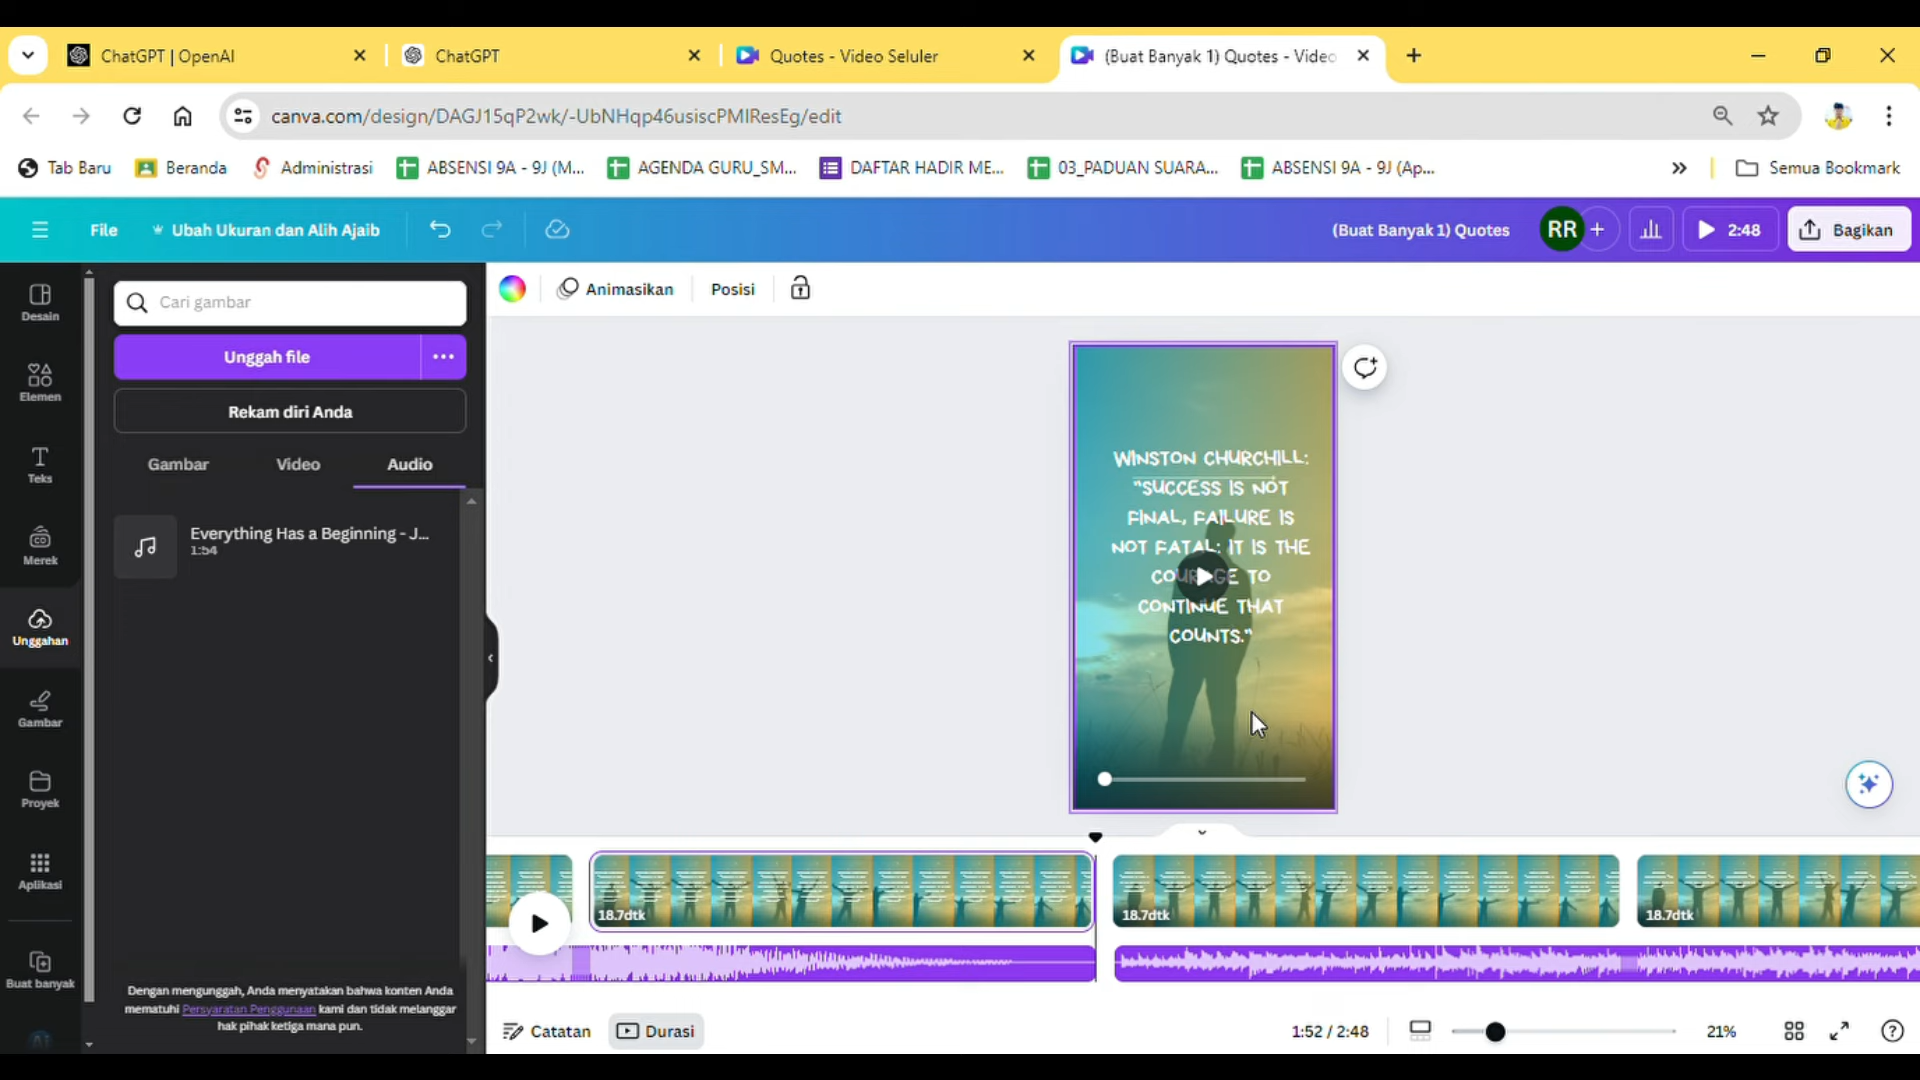 ChatGPT | OpenAI
ChatGPT
Quotes - Video Seluler
(Buat Banyak 1) Quotes - Video
canva.com/design/DAGJ15qP2wk/-UbNHqp46usiscPMIResEg/edit
Tab Baru
Beranda
Administrasi
ABSENSI 9A - 9J (M...
AGENDA GURU_SM...
DAFTAR HADIR ME...
03_PADUAN SUARA...
ABSENSI 9A - 9J (Ap...
Semua Bookmark
File
Ubah Ukuran dan Alih Ajaib
(Buat Banyak 1) Quotes
RR
2:48
Bagikan
Desain
Elemen
Teks
Merek
Unggahan
Gambar
Proyek
Aplikasi
Buat banyak
Cari gambar
Unggah file
Rekam diri Anda
Gambar
Video
Audio
Everything Has a Beginning - J...
1:54
Dengan mengunggah, Anda menyatakan bahwa konten Anda
mematuhi Persyaratan Penggunaan kami dan tidak melanggar
hak pihak ketiga mana pun.
Animasikan
Posisi
WINSTON CHURCHILL:
"SUCCESS IS NOT
FINAL, FAILURE IS
NOT FATAL: IT IS THE
COURAGE TO
CONTINUE THAT
COUNTS."
18.7dtk
18.7dtk
18.7dtk
Catatan
Durasi
1:52 / 2:48
21%